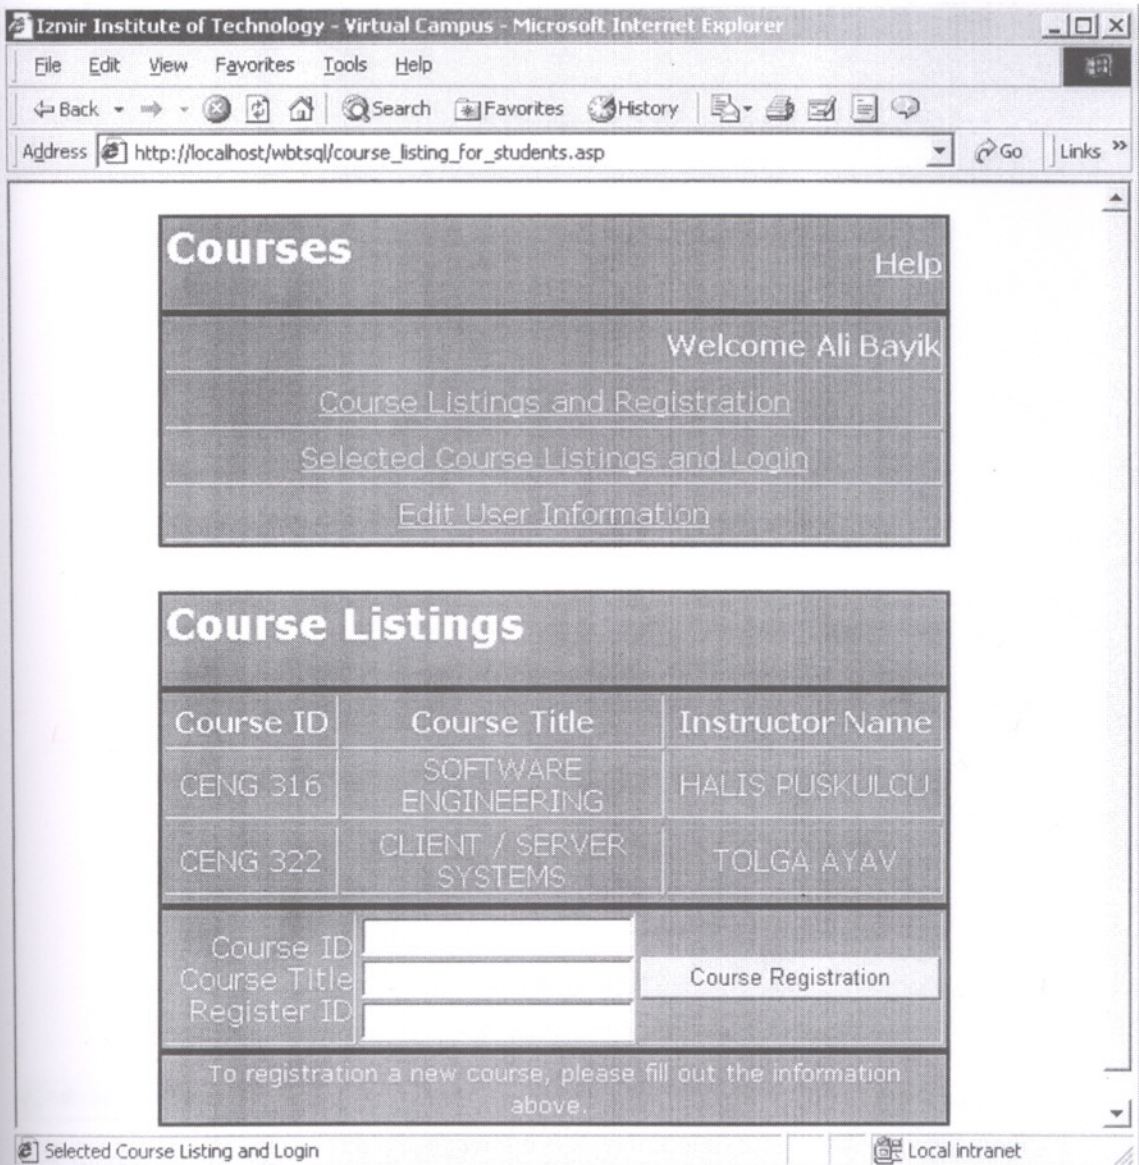 Izmir Institute of Technology - Virtual Campus - Microsoft Internet Explorer
File Edit View Favorites Tools Help
Back Search Favorites History
Address http://localhost/wbtsql/course_listing_for_students.asp Go Links »
Courses
Help
Welcome Ali Bayik
Course Listings and Registration
Selected Course Listings and Login
Edit User Information
Course Listings
Course ID Course Title Instructor Name
CENG 316 SOFTWARE ENGINEERING HALIS PUSKULCU
CENG 322 CLIENT / SERVER SYSTEMS TOLGA AYAV
Course ID
Course Title Course Registration
Register ID
To registration a new course, please fill out the information
above.
Selected Course Listing and Login Local intranet